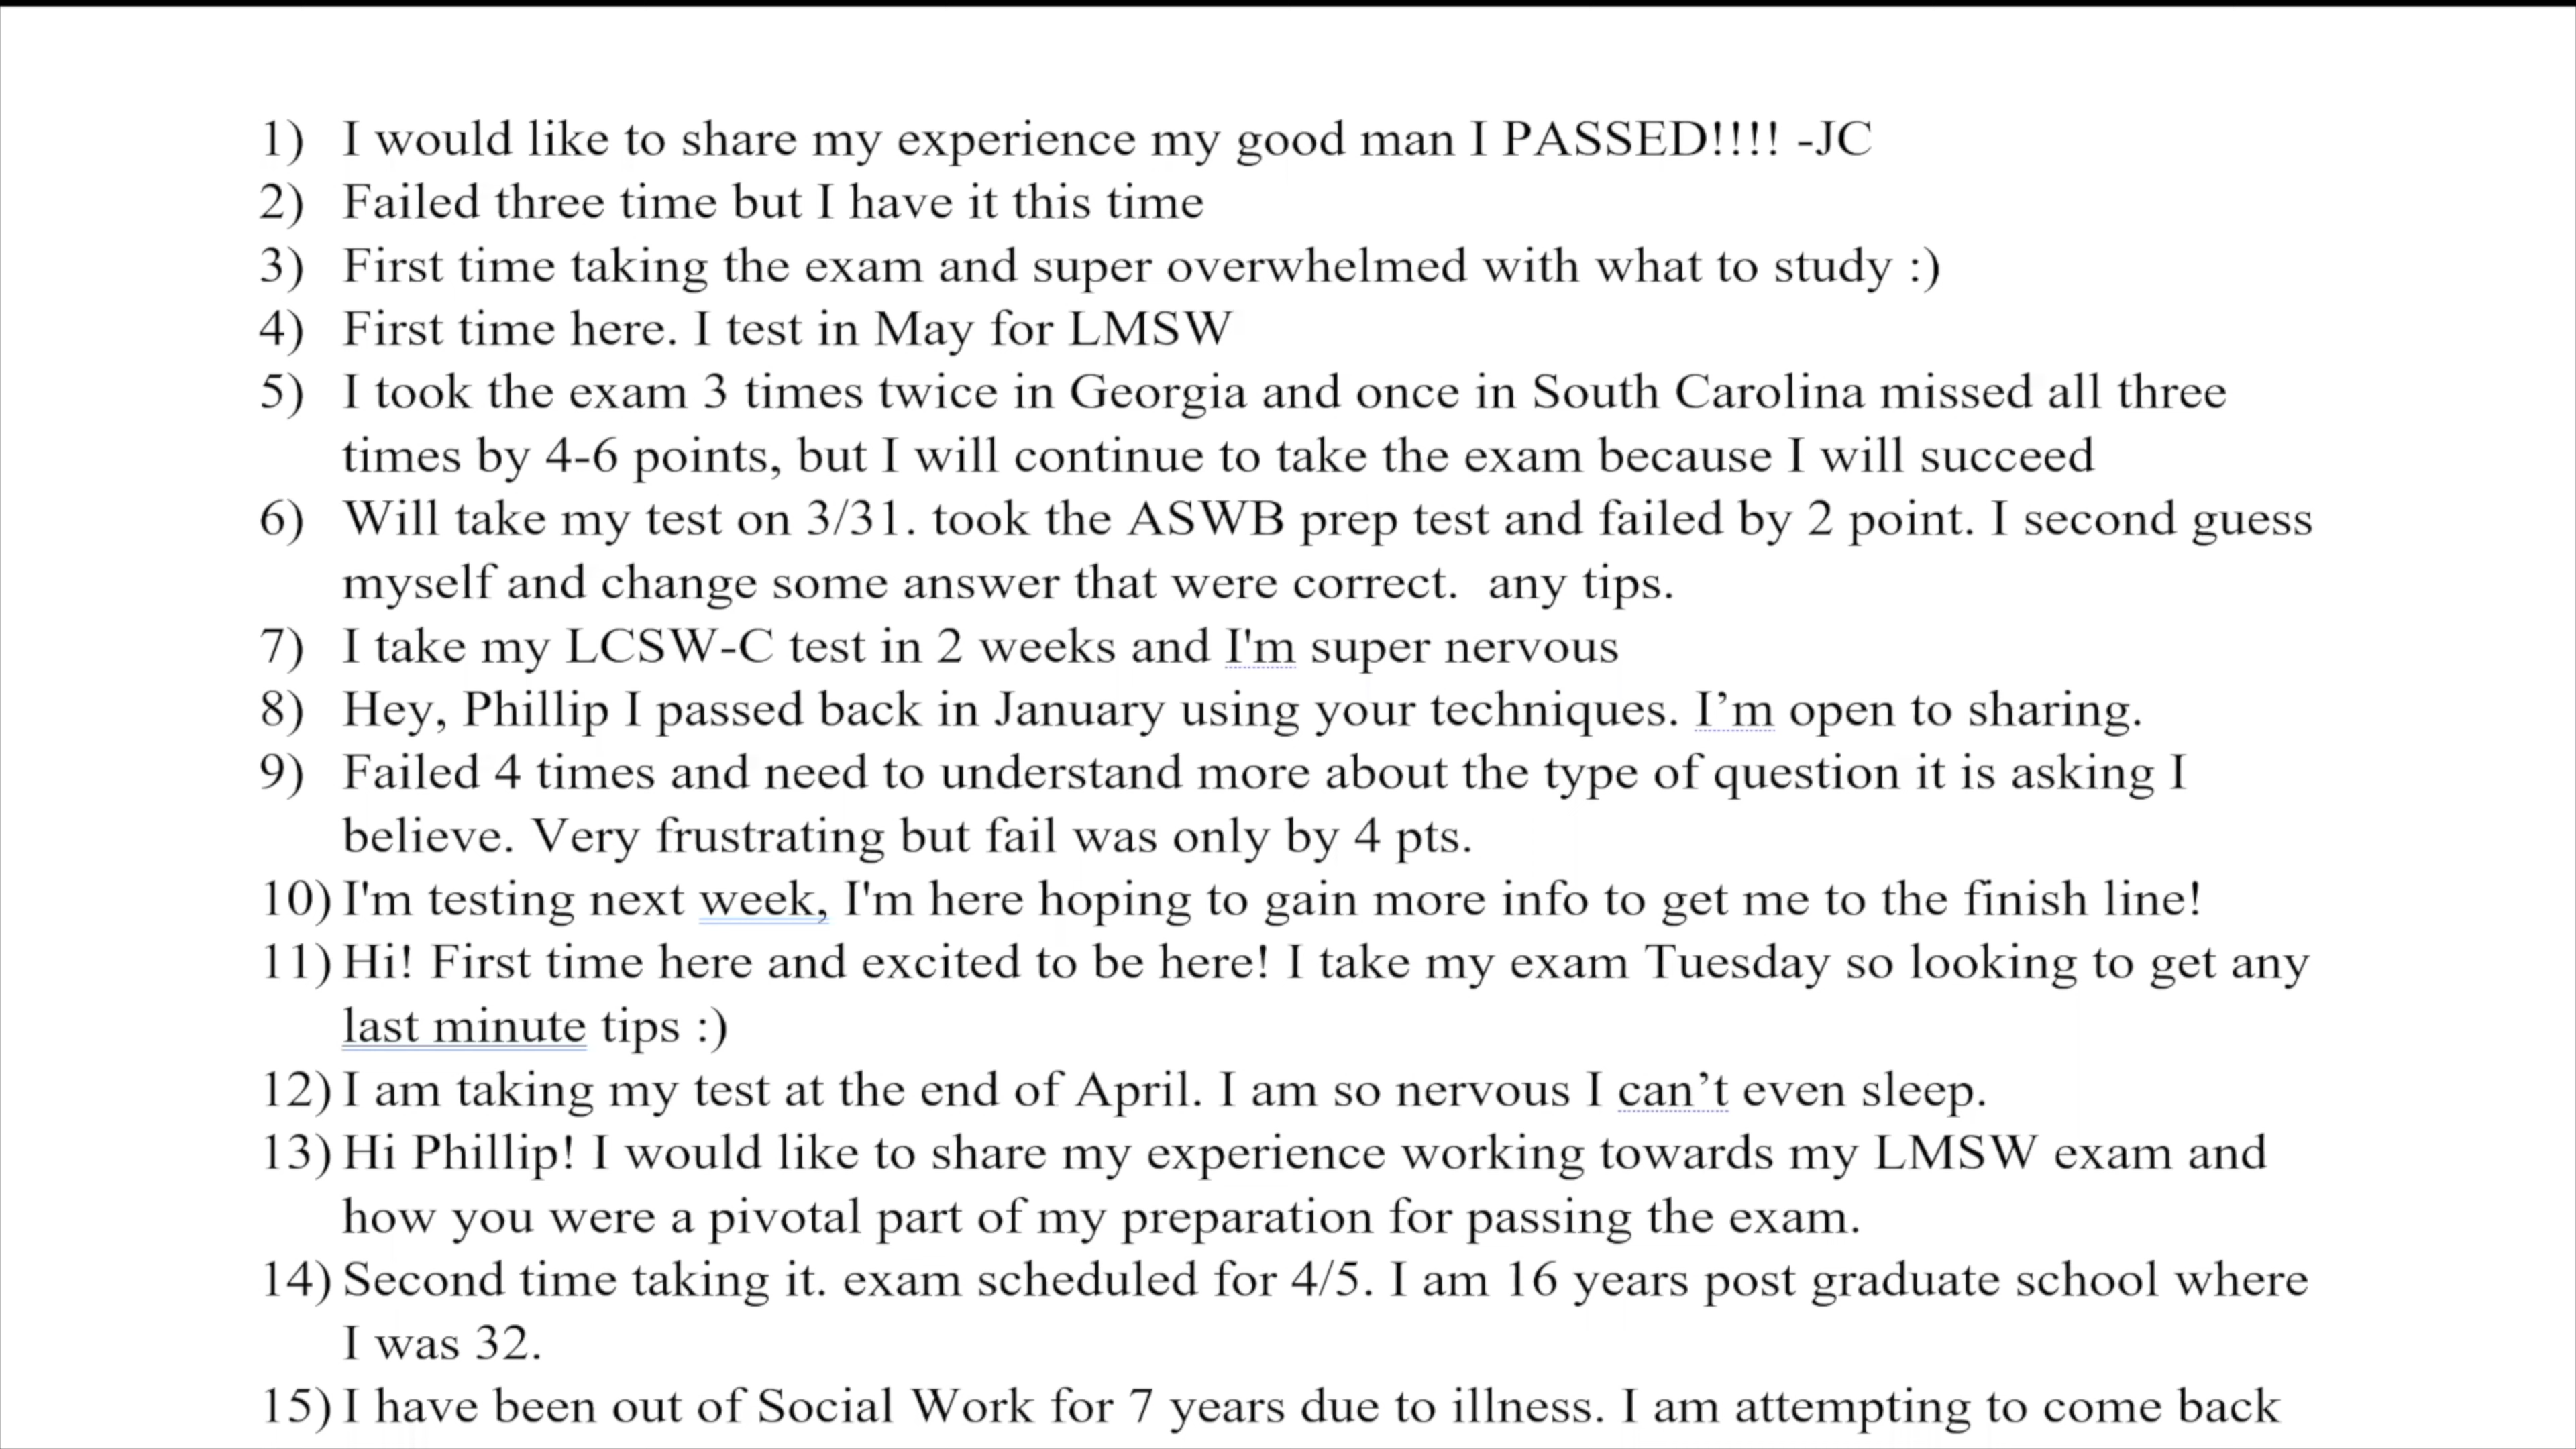 1) I would like to share my experience my good man I PASSED!!!! -JC
2) Failed three time but I have it this time
3) First time taking the exam and super overwhelmed with what to study :)
4) First time here. I test in May for LMSW
5) I took the exam 3 times twice in Georgia and once in South Carolina missed all three
times by 4-6 points, but I will continue to take the exam because I will succeed
6) Will take my test on 3/31. took the ASWB prep test and failed by 2 point. I second guess
myself and change some answer that were correct.  any tips.
7) I take my LCSW-C test in 2 weeks and I'm super nervous
8) Hey, Phillip I passed back in January using your techniques. I’m open to sharing.
9) Failed 4 times and need to understand more about the type of question it is asking I
believe. Very frustrating but fail was only by 4 pts.
10) I'm testing next week, I'm here hoping to gain more info to get me to the finish line!
11) Hi! First time here and excited to be here! I take my exam Tuesday so looking to get any
last minute tips :)
12) I am taking my test at the end of April. I am so nervous I can’t even sleep.
13) Hi Phillip! I would like to share my experience working towards my LMSW exam and
how you were a pivotal part of my preparation for passing the exam.
14) Second time taking it. exam scheduled for 4/5. I am 16 years post graduate school where
I was 32.
15) I have been out of Social Work for 7 years due to illness. I am attempting to come back